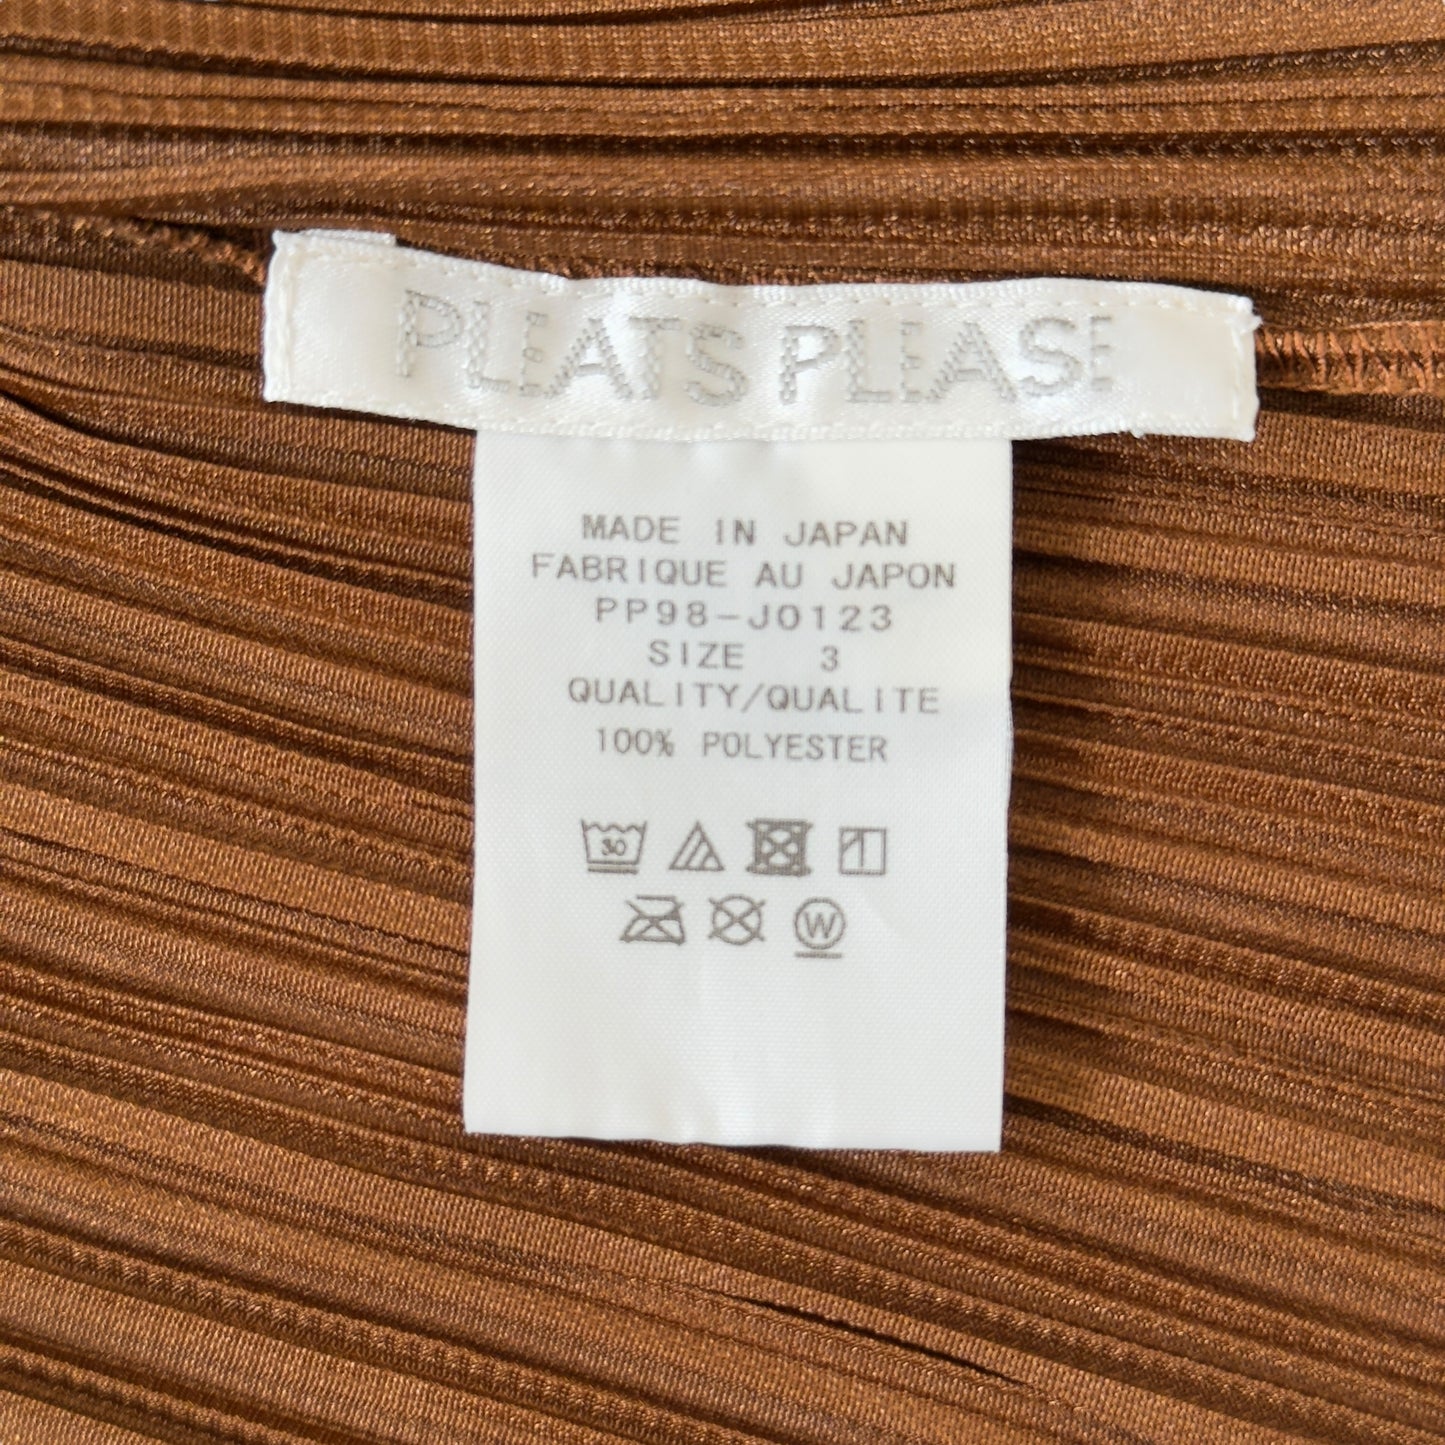 PLEATS PLEASE
MADE IN JAPAN
FABRIQUE AU JAPON
PP98-J0123
SIZE 3
QUALITY/QUALITE
100% POLYESTER
30
W